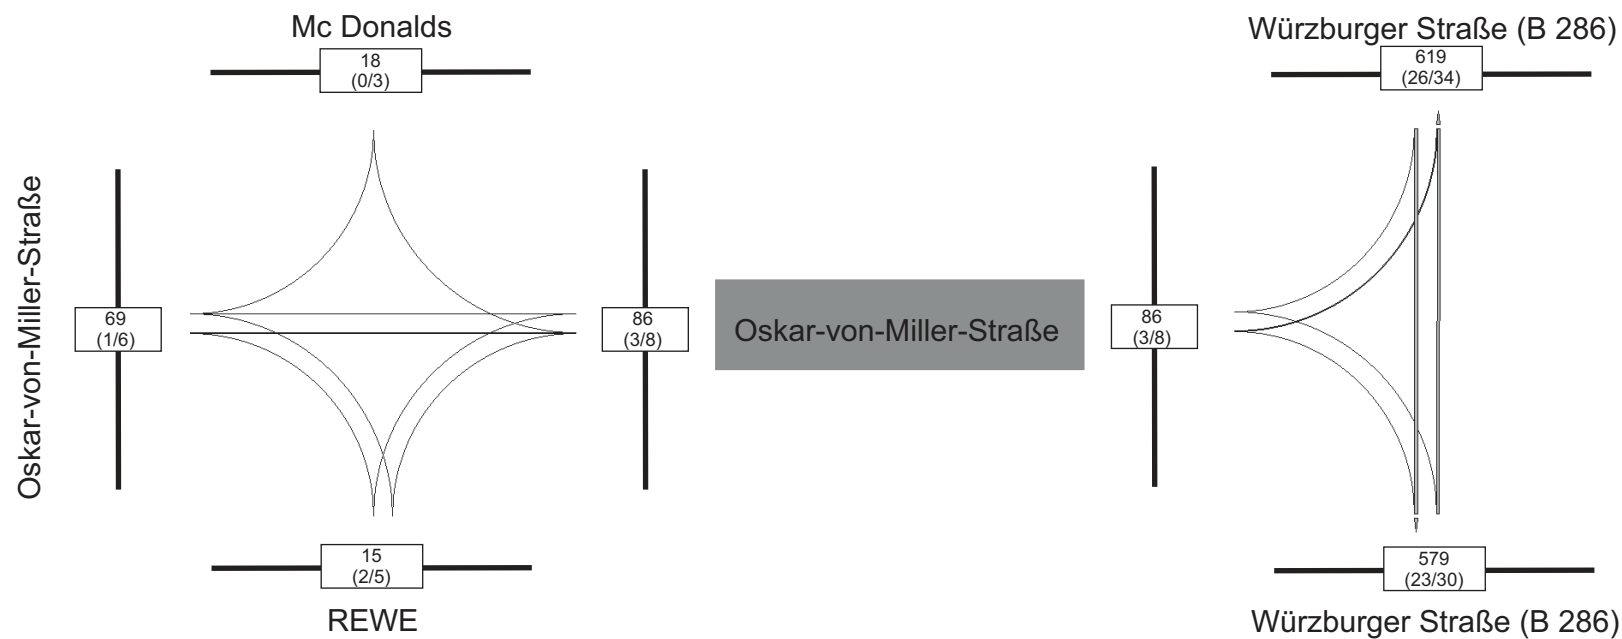 Mc Donalds
18
(0/3)
Oskar-von-Miller-Straße
69
(1/6)
86
(3/8)
15
(2/5)
REWE
Oskar-von-Miller-Straße
Würzburger Straße (B 286)
619
(26/34)
86
(3/8)
579
(23/30)
Würzburger Straße (B 286)